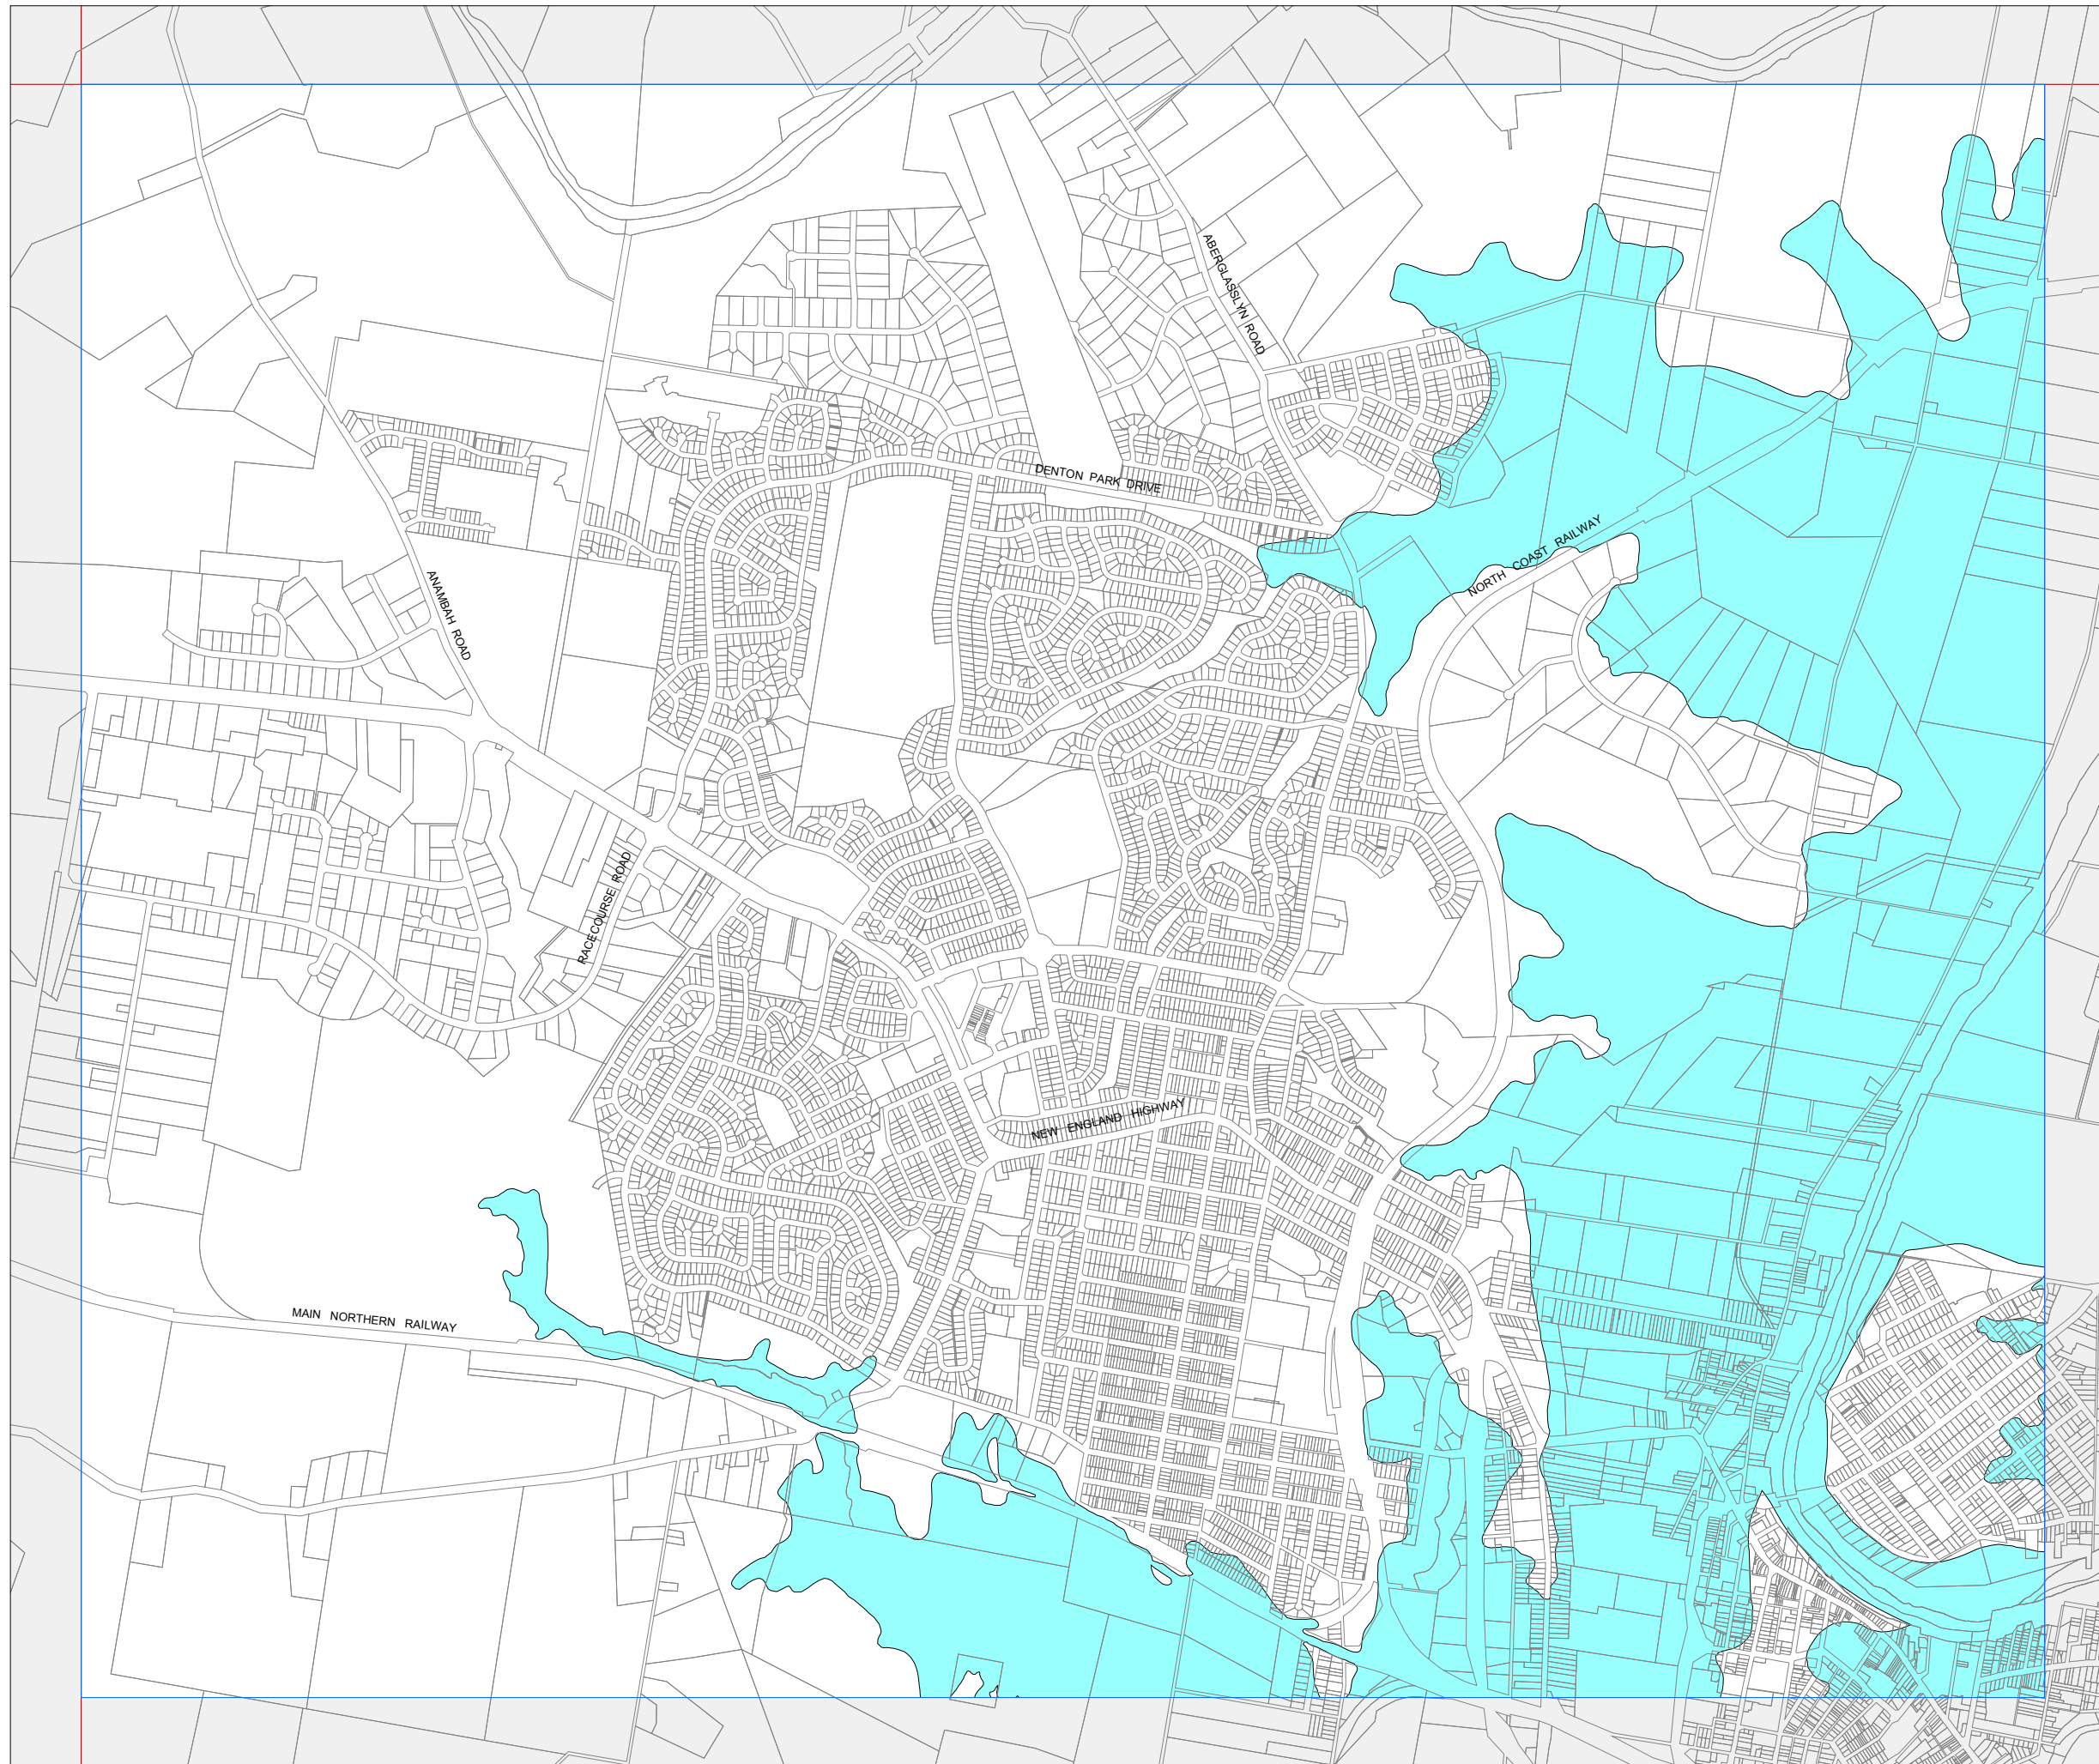 ABERGLASSLYN ROAD
DENTON PARK DRIVE
NORTH COAST RAILWAY
ANAMBAH ROAD
RACECOURSE ROAD
NEW ENGLAND HIGHWAY
MAIN NORTHERN RAILWAY